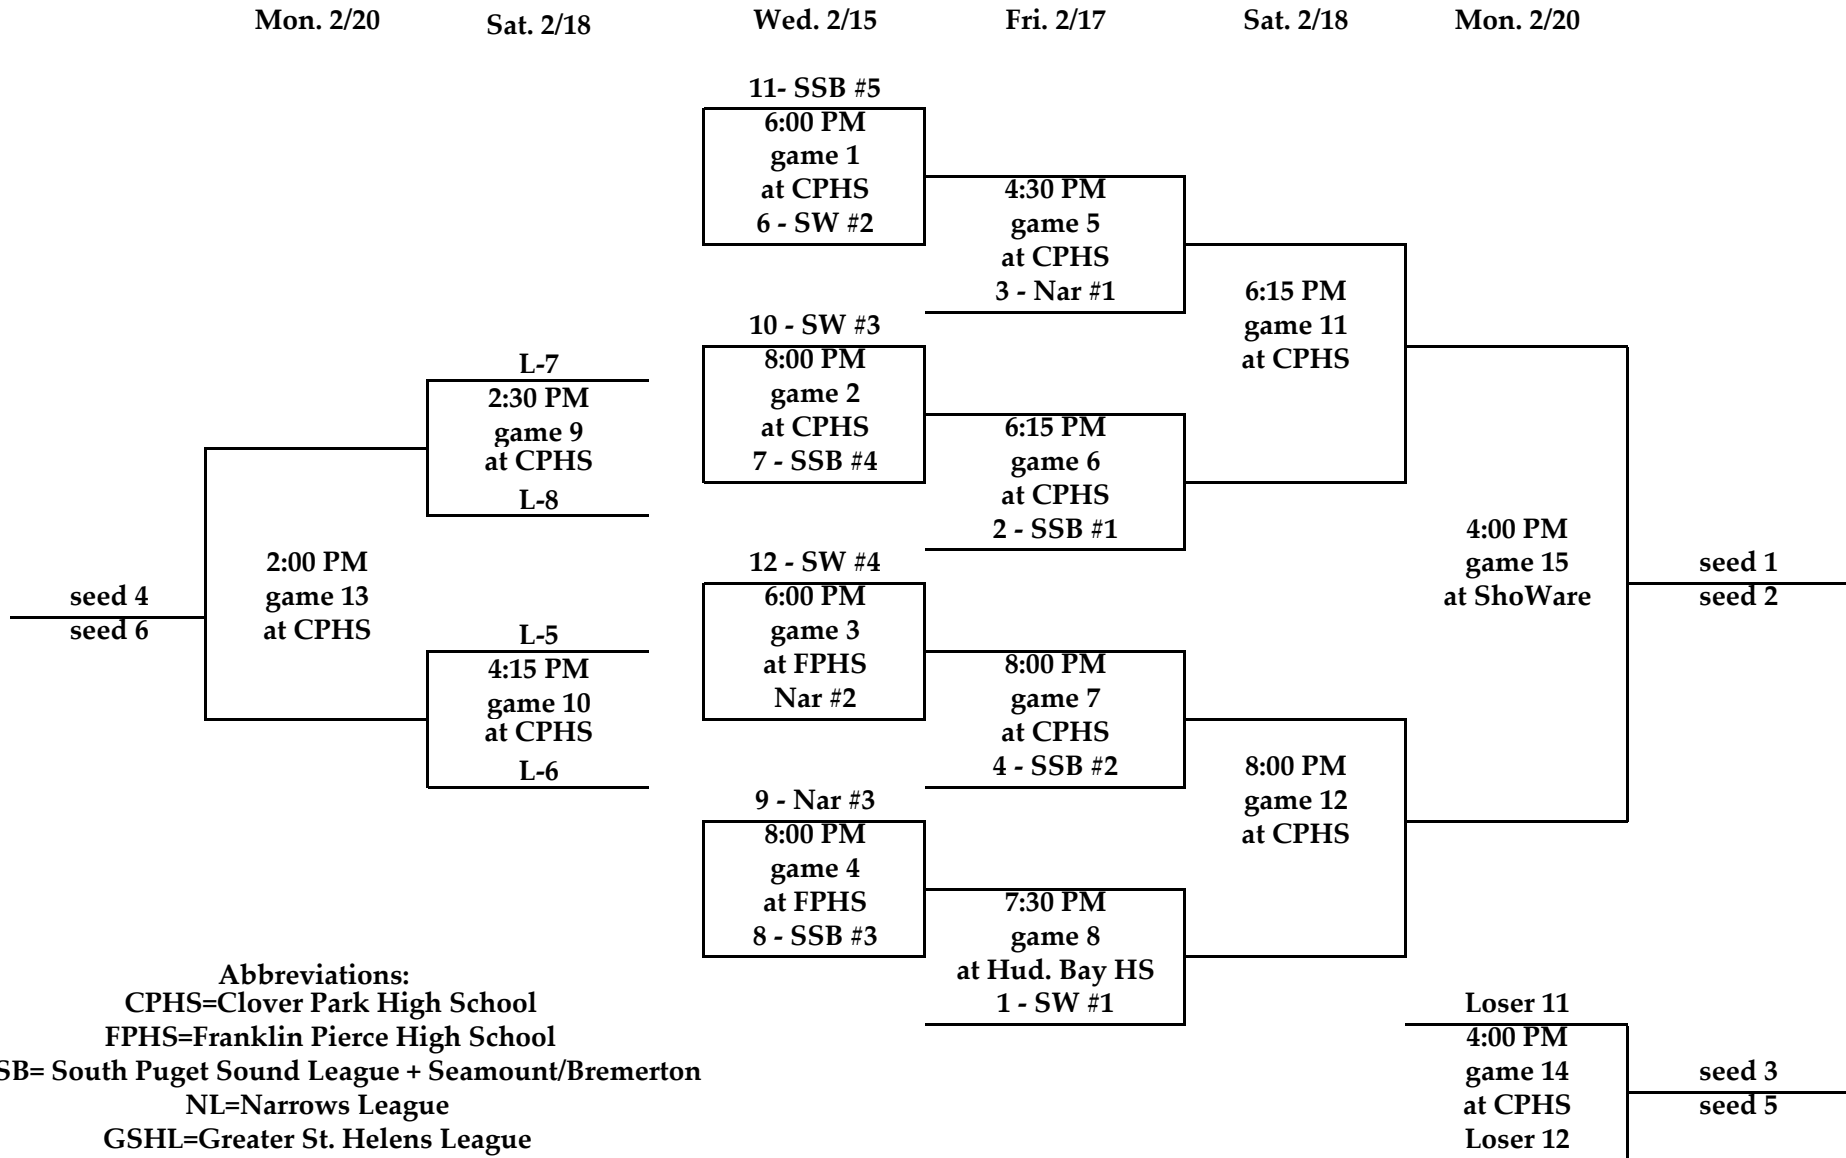 Mon. 2/20
Sat. 2/18
Wed. 2/15
Fri. 2/17
Sat. 2/18
Mon. 2/20
11- SSB #5
6:00 PM
game 1
at CPHS
6 - SW #2
4:30 PM
game 5
at CPHS
3 - Nar #1
10 - SW #3
8:00 PM
game 2
at CPHS
7 - SSB #4
6:15 PM
game 6
at CPHS
2 - SSB #1
6:15 PM
game 11
at CPHS
L-7
2:30 PM
game 9
at CPHS
L-8
2:00 PM
game 13
at CPHS
seed 4
seed 6
L-5
4:15 PM
game 10
at CPHS
L-6
12 - SW #4
6:00 PM
game 3
at FPHS
Nar #2
8:00 PM
game 7
at CPHS
4 - SSB #2
9 - Nar #3
8:00 PM
game 4
at FPHS
8 - SSB #3
7:30 PM
game 8
at Hud. Bay HS
1 - SW #1
8:00 PM
game 12
at CPHS
4:00 PM
game 15
at ShoWare
seed 1
seed 2
Loser 11
4:00 PM
game 14
at CPHS
Loser 12
seed 3
seed 5
Abbreviations:
CPHS=Clover Park High School
FPHS=Franklin Pierce High School
SB= South Puget Sound League + Seamount/Bremerton
NL=Narrows League
GSHL=Greater St. Helens League